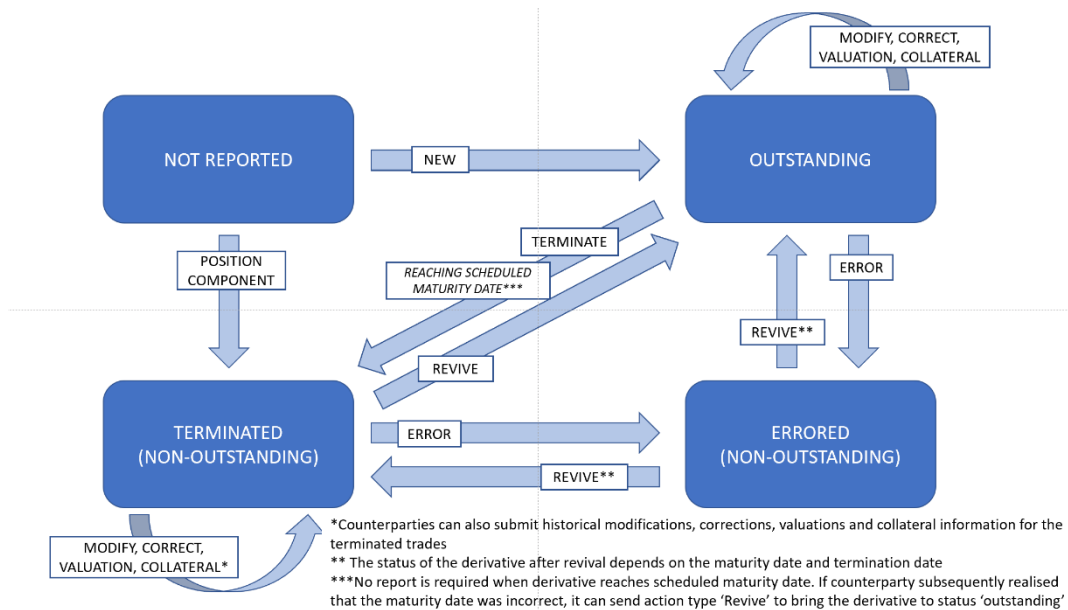 MODIFY, CORRECT,
VALUATION, COLLATERAL
NOT REPORTED
NEW
OUTSTANDING
POSITION
COMPONENT
TERMINATE
REACHING SCHEDULED
MATURITY DATE***
ERROR
REVIVE**
REVIVE
TERMINATED
(NON-OUTSTANDING)
ERROR
REVIVE**
ERRORED
(NON-OUTSTANDING)
MODIFY, CORRECT,
VALUATION, COLLATERAL*
*Counterparties can also submit historical modifications, corrections, valuations and collateral information for the
terminated trades
** The status of the derivative after revival depends on the maturity date and termination date
***No report is required when derivative reaches scheduled maturity date. If counterparty subsequently realised
that the maturity date was incorrect, it can send action type ‘Revive’ to bring the derivative to status ‘outstanding’